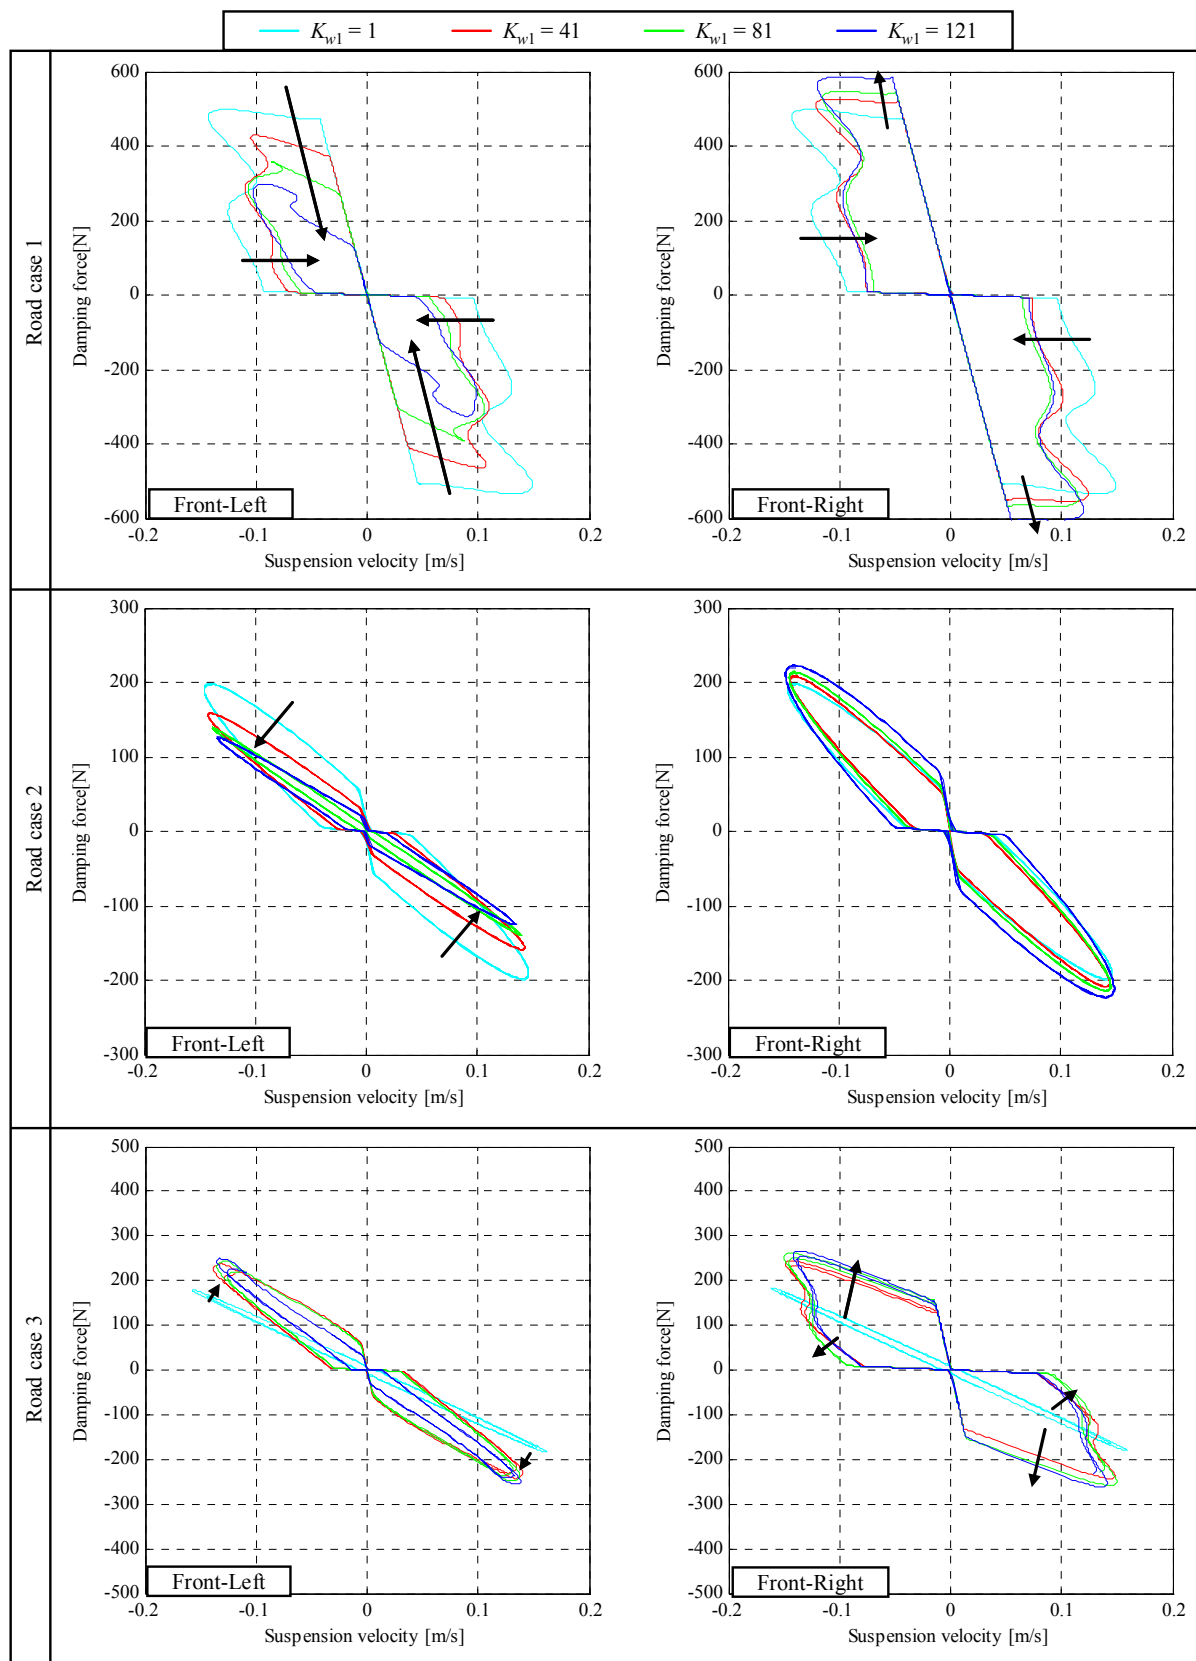 K_w1 = 1 K_w1 = 41 K_w1 = 81 K_w1 = 121
Road case 1
600
400
200
0
-200
-400
-600
Damping force[N]
Front-Left
-0.2 -0.1 0 0.1 0.2
Suspension velocity [m/s]
600
400
200
0
-200
-400
-600
Damping force[N]
Front-Right
-0.2 -0.1 0 0.1 0.2
Suspension velocity [m/s]
Road case 2
300
200
100
0
-100
-200
-300
Damping force[N]
Front-Left
-0.2 -0.1 0 0.1 0.2
Suspension velocity [m/s]
300
200
100
0
-100
-200
-300
Damping force[N]
Front-Right
-0.2 -0.1 0 0.1 0.2
Suspension velocity [m/s]
Road case 3
500
400
300
200
100
0
-100
-200
-300
-400
-500
Damping force[N]
Front-Left
-0.2 -0.1 0 0.1 0.2
Suspension velocity [m/s]
500
400
300
200
100
0
-100
-200
-300
-400
-500
Damping force[N]
Front-Right
-0.2 -0.1 0 0.1 0.2
Suspension velocity [m/s]